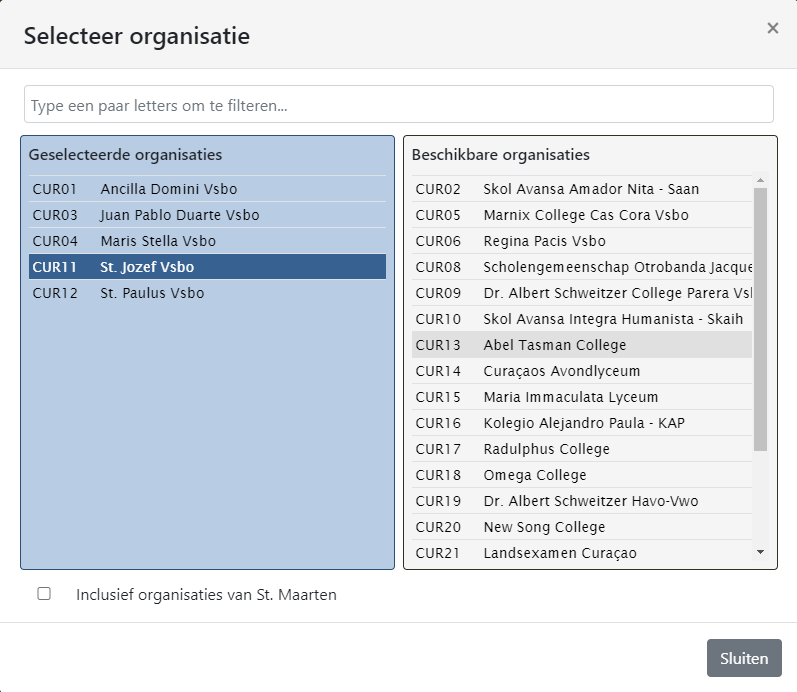 Selecteer organisatie
×
Type een paar letters om te filteren...
Geselecteerde organisaties
CUR01 Ancilla Domini Vsbo
CUR03 Juan Pablo Duarte Vsbo
CUR04 Maris Stella Vsbo
CUR11 St. Jozef Vsbo
CUR12 St. Paulus Vsbo
Beschikbare organisaties
CUR02 Skol Avansa Amador Nita - Saan
CUR05 Marnix College Cas Cora Vsbo
CUR06 Regina Pacis Vsbo
CUR08 Scholengemeenschap Otrobanda Jacque
CUR09 Dr. Albert Schweitzer College Parera Vsl
CUR10 Skol Avansa Integra Humanista - Skaih
CUR13 Abel Tasman College
CUR14 Curaçaos Avondlyceum
CUR15 Maria Immaculata Lyceum
CUR16 Kolegio Alejandro Paula - KAP
CUR17 Radulphus College
CUR18 Omega College
CUR19 Dr. Albert Schweitzer Havo-Vwo
CUR20 New Song College
CUR21 Landsexamen Curaçao
Inclusief organisaties van St. Maarten
Sluiten